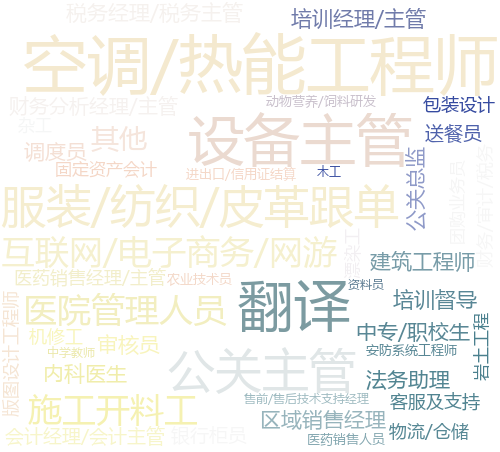 税务经理/税务主管
培训经理/主管
空调/热能工程师
财务分析经理/主管
动物营养/饲料研发
包装设计
杂工
设备主管
送餐员
调度员
其他
固定资产会计
进出口/信用证结算
木工
公关总监
团购业务员
服装/纺织/皮革跟单
互联网/电子商务/网游
建筑工程师
医药销售经理/主管
农业技术员
资料员
版图设计工程师
医院管理人员
翻译
培训督导
机修工
审核员
中专/职校生
岩土工程
中学教师
公关主管
安防系统工程师
内科医生
法务助理
施工开料工
售前/售后技术支持经理
客服及支持
区域销售经理
会计经理/会计主管
银行柜员
医药销售人员
物流/仓储